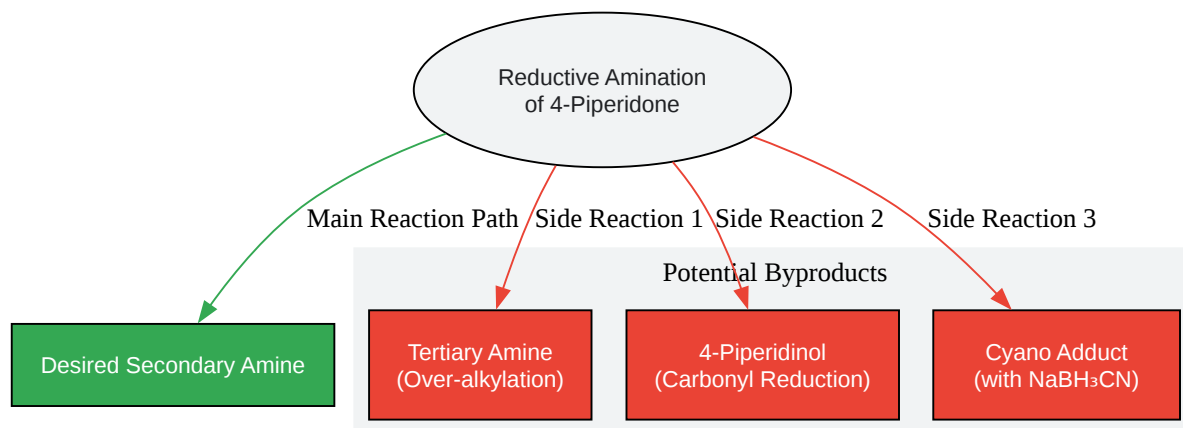 Reductive Amination
of 4-Piperidone
Main Reaction Path
Side Reaction 1
Side Reaction 2
Side Reaction 3
Potential Byproducts
Desired Secondary Amine
Tertiary Amine
(Over-alkylation)
4-Piperidinol
(Carbonyl Reduction)
Cyano Adduct
(with NaBH₃CN)